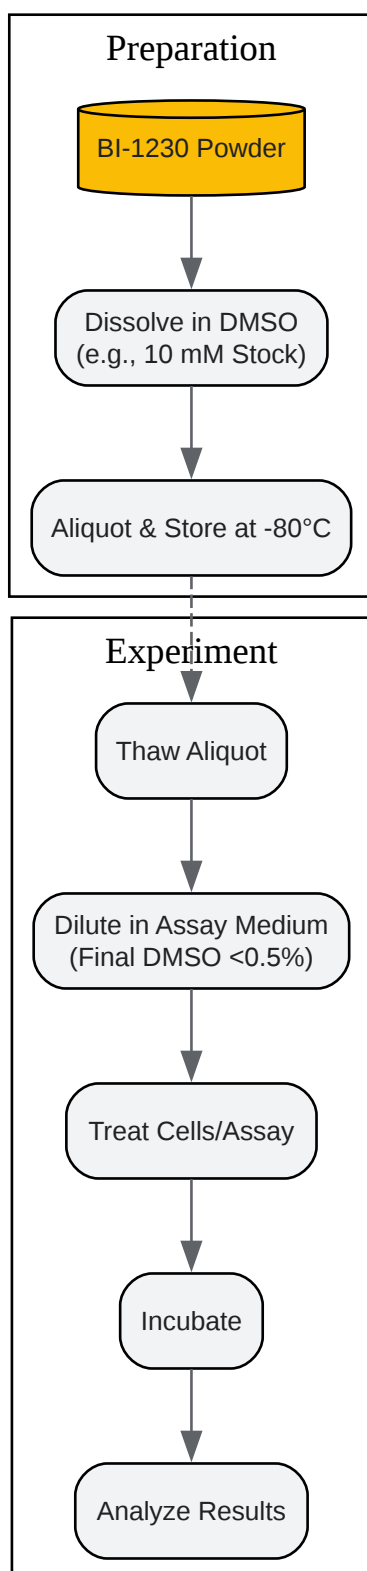 Preparation
BI-1230 Powder
Dissolve in DMSO
(e.g., 10 mM Stock)
Aliquot & Store at -80°C
Experiment
Thaw Aliquot
Dilute in Assay Medium
(Final DMSO <0.5%)
Treat Cells/Assay
Incubate
Analyze Results